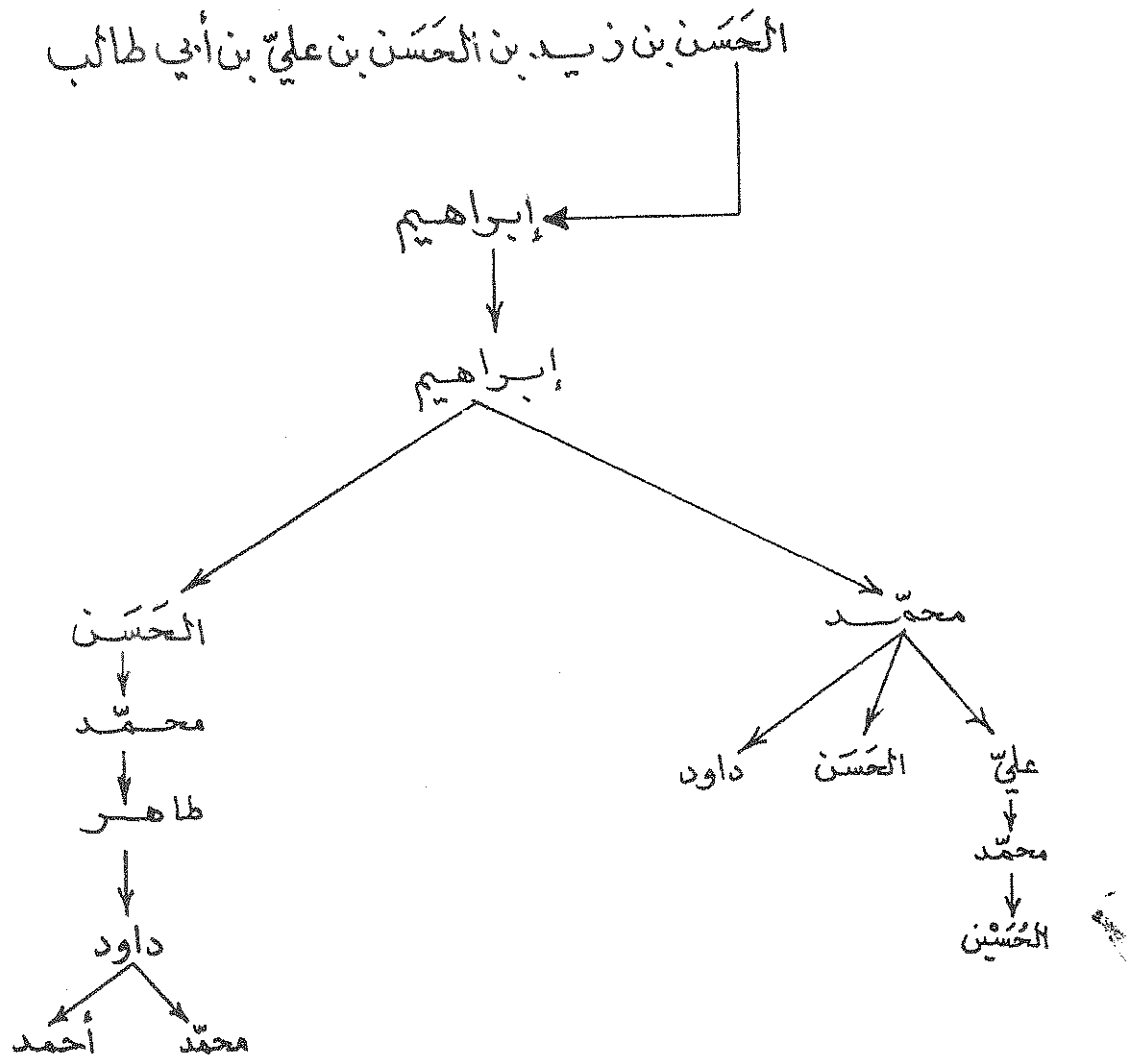 الحَسَن بن زيد بن الحَسَن بن عليّ بن أبي طالب
إبراهيم
إبراهيم
محمّد
الحَسَن
عليّ
الحَسَن
داود
محمّد
محمّد
الحُسَيْن
طاهر
داود
محمّد
أحمد